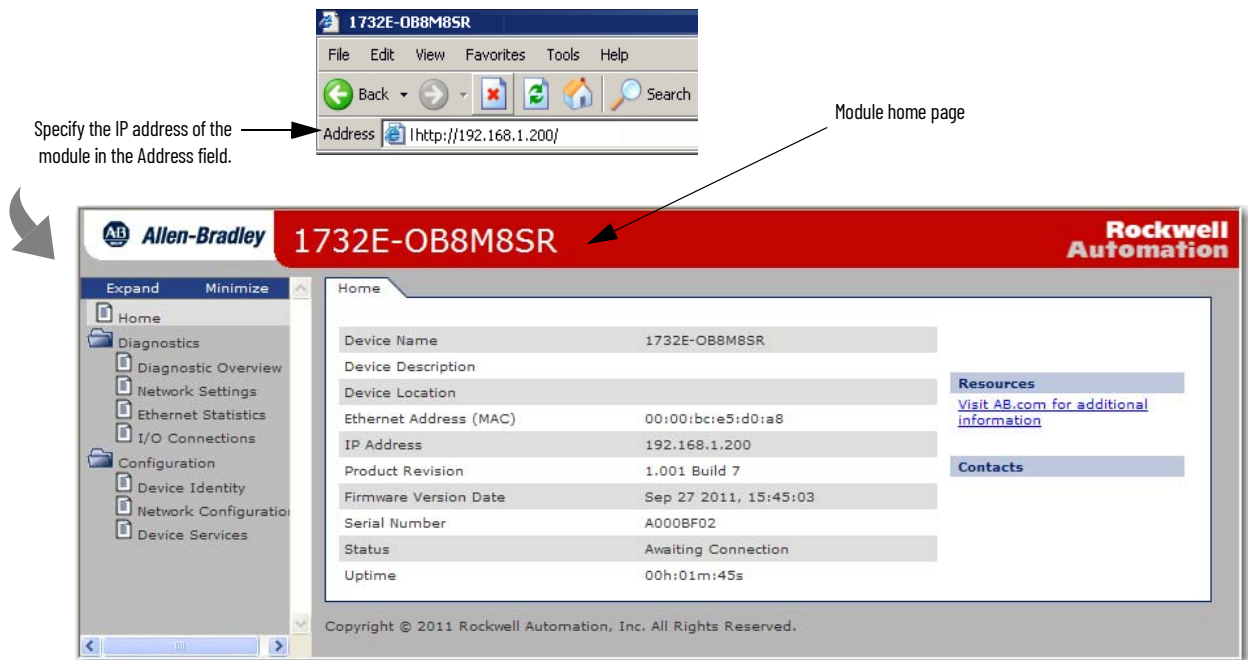 1732E-OB8M8SR
File Edit View Favorites Tools Help
Back Search
Address http://192.168.1.200/
Specify the IP address of the
module in the Address field.
Module home page
AB Allen-Bradley
1732E-OB8M8SR
Rockwell
Automation
Expand Minimize
Home
Diagnostics
Diagnostic Overview
Network Settings
Ethernet Statistics
I/O Connections
Configuration
Device Identity
Network Configuratio
Device Services
Home
Device Name 1732E-OB8M8SR
Device Description
Device Location
Ethernet Address (MAC) 00:00:bc:e5:d0:a8
IP Address 192.168.1.200
Product Revision 1.001 Build 7
Firmware Version Date Sep 27 2011, 15:45:03
Serial Number A000BF02
Status Awaiting Connection
Uptime 00h:01m:45s
Resources
Visit AB.com for additional
information
Contacts
Copyright © 2011 Rockwell Automation, Inc. All Rights Reserved.